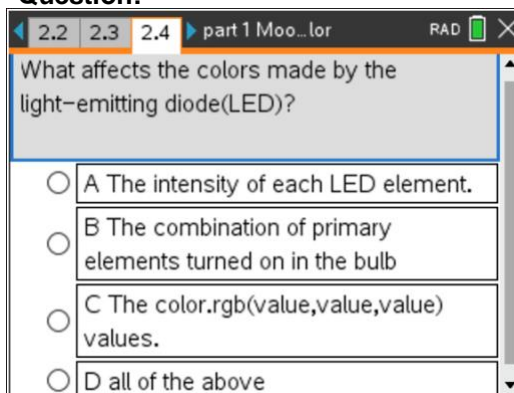 2.2 2.3 2.4 part 1 Moo...lor RAD
What affects the colors made by the
light-emitting diode(LED)?
A The intensity of each LED element.
B The combination of primary
elements turned on in the bulb
C The color.rgb(value,value,value)
values.
D all of the above